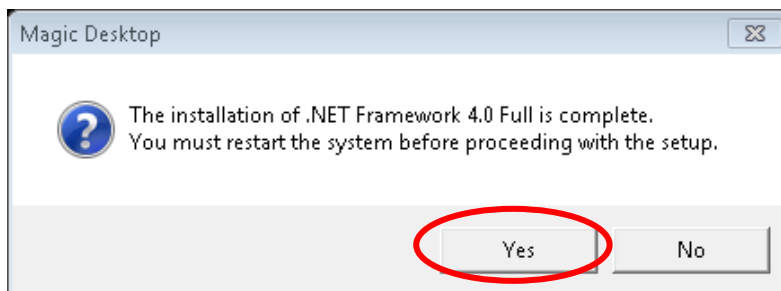 Magic Desktop
The installation of .NET Framework 4.0 Full is complete.
You must restart the system before proceeding with the setup.
Yes
No